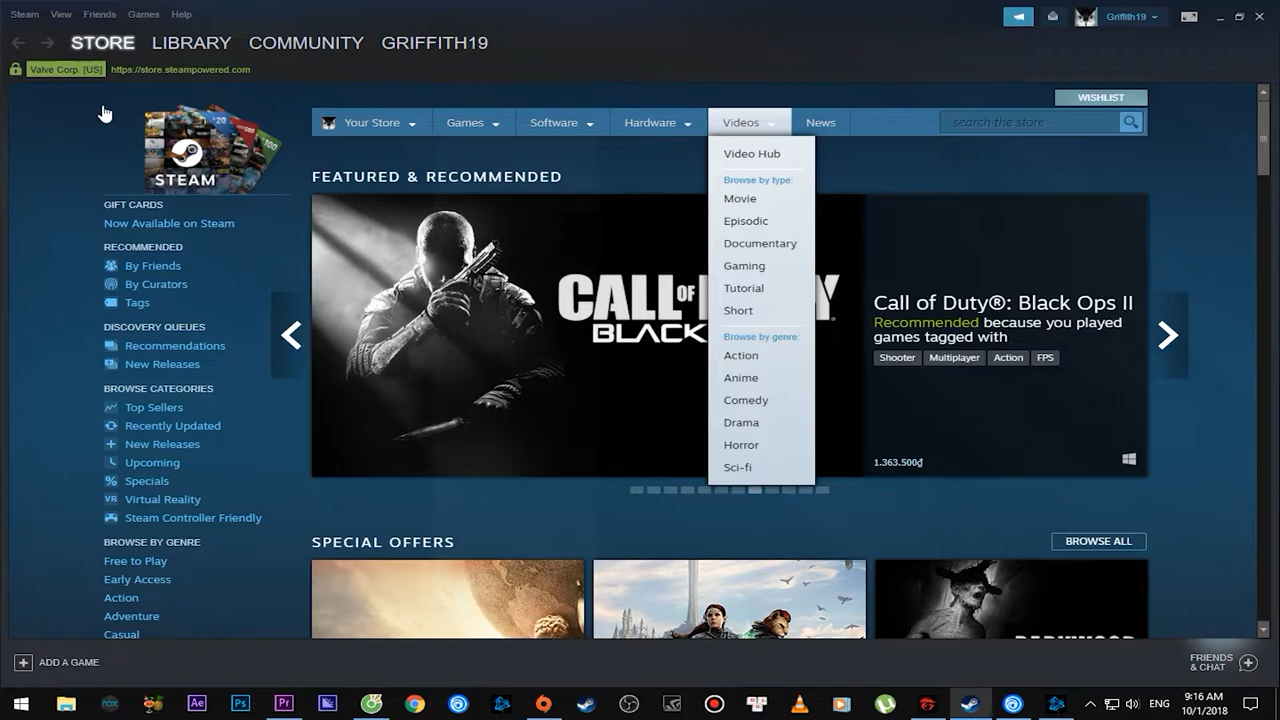 Steam View Friends Games Help
Griffith19
STORE LIBRARY COMMUNITY GRIFFITH19
Valve Corp. [US] https://store.steampowered.com
WISHLIST
Your Store Games Software Hardware Videos News search the store
STEAM
GIFT CARDS
Now Available on Steam
RECOMMENDED
By Friends
By Curators
Tags
DISCOVERY QUEUES
Recommendations
New Releases
BROWSE CATEGORIES
Top Sellers
Recently Updated
New Releases
Upcoming
Specials
VR Virtual Reality
Steam Controller Friendly
BROWSE BY GENRE
Free to Play
Early Access
Action
Adventure
Casual
Video Hub
Browse by type:
Movie
Episodic
Documentary
Gaming
Tutorial
Short
Browse by genre:
Action
Anime
Comedy
Drama
Horror
Sci-fi
FEATURED & RECOMMENDED
CALL OF
BLACK
Call of Duty®: Black Ops II
Recommended because you played
games tagged with
Shooter Multiplayer Action FPS
1.363.500₫
SPECIAL OFFERS
BROWSE ALL
ADD A GAME
FRIENDS
& CHAT
Ae Ps Pr
ENG
9:16 AM
10/1/2018